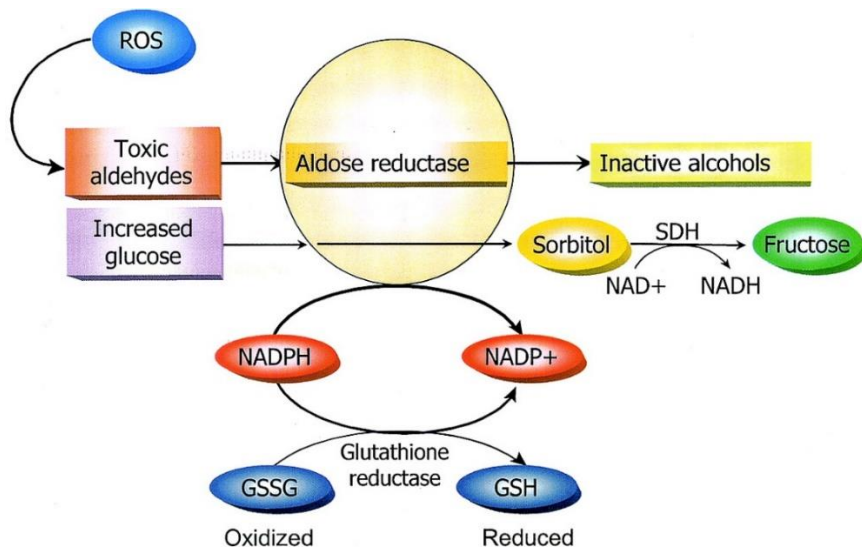 ROS
Toxic
aldehydes
Aldose reductase
Inactive alcohols
Increased
glucose
Sorbitol
SDH
Fructose
NAD+
NADH
NADPH
NADP+
Glutathione
reductase
GSSG
GSH
Oxidized
Reduced